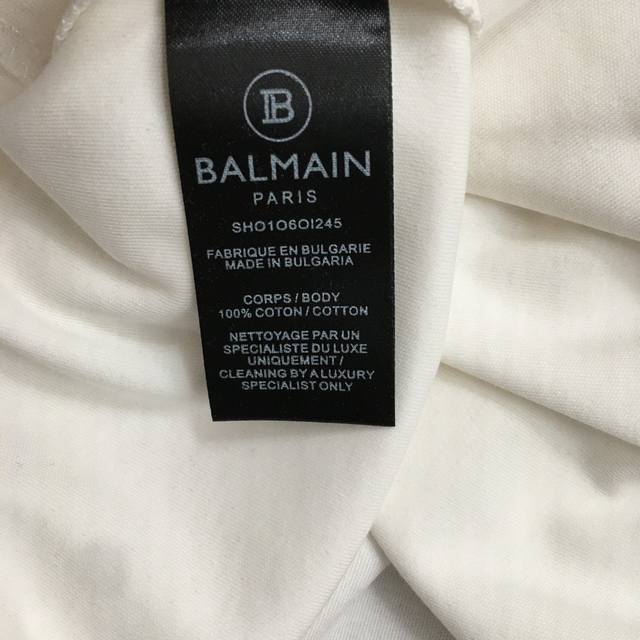 B
BALMAIN
PARIS
SHO1O6OI245
FABRIQUE EN BULGARIE
MADE IN BULGARIA
CORPS / BODY
100% COTON / COTTON
NETTOYAGE PAR UN
SPECIALISTE DU LUXE
UNIQUEMENT /
CLEANING BY A LUXURY
SPECIALIST ONLY